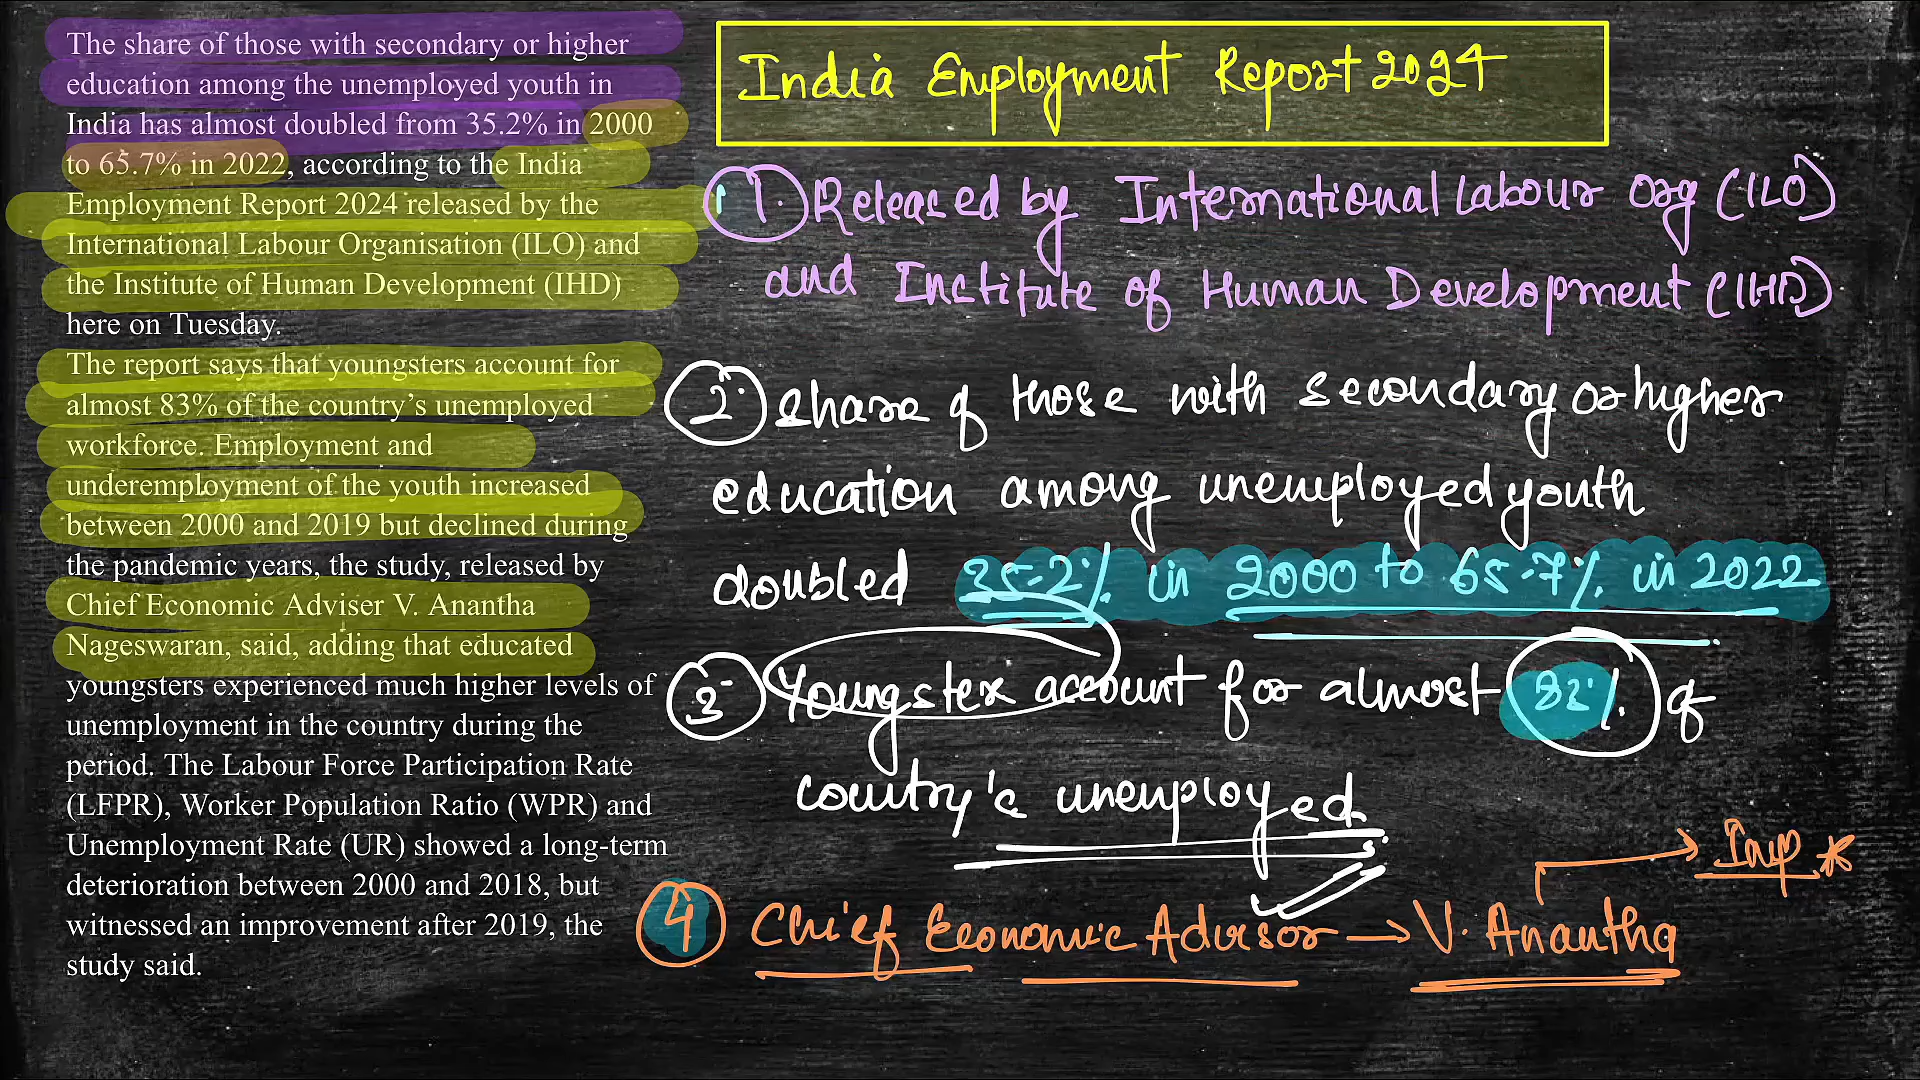 The share of those with secondary or higher
education among the unemployed youth in
India has almost doubled from 35.2% in 2000
to 65.7% in 2022, according to the India
Employment Report 2024 released by the
International Labour Organisation (ILO) and
the Institute of Human Development (IHD)
here on Tuesday.
The report says that youngsters account for
almost 83% of the country’s unemployed
workforce. Employment and
underemployment of the youth increased
between 2000 and 2019 but declined during
the pandemic years, the study, released by
Chief Economic Adviser V. Anantha
Nageswaran, said, adding that educated
youngsters experienced much higher levels of
unemployment in the country during the
period. The Labour Force Participation Rate
(LFPR), Worker Population Ratio (WPR) and
Unemployment Rate (UR) showed a long-term
deterioration between 2000 and 2018, but
witnessed an improvement after 2019, the
study said.
India Employment Report 2024
1. Released by International Labour Org (ILO)
and Institute of Human Development (IHD)
2. Share of those with secondary or higher
education among unemployed youth
doubled 35.2% in 2000 to 65.7% in 2022
3. Youngster account for almost 83% of
country's unemployed.
Imp *
4 Chief Economic Advisor → V. Anantha